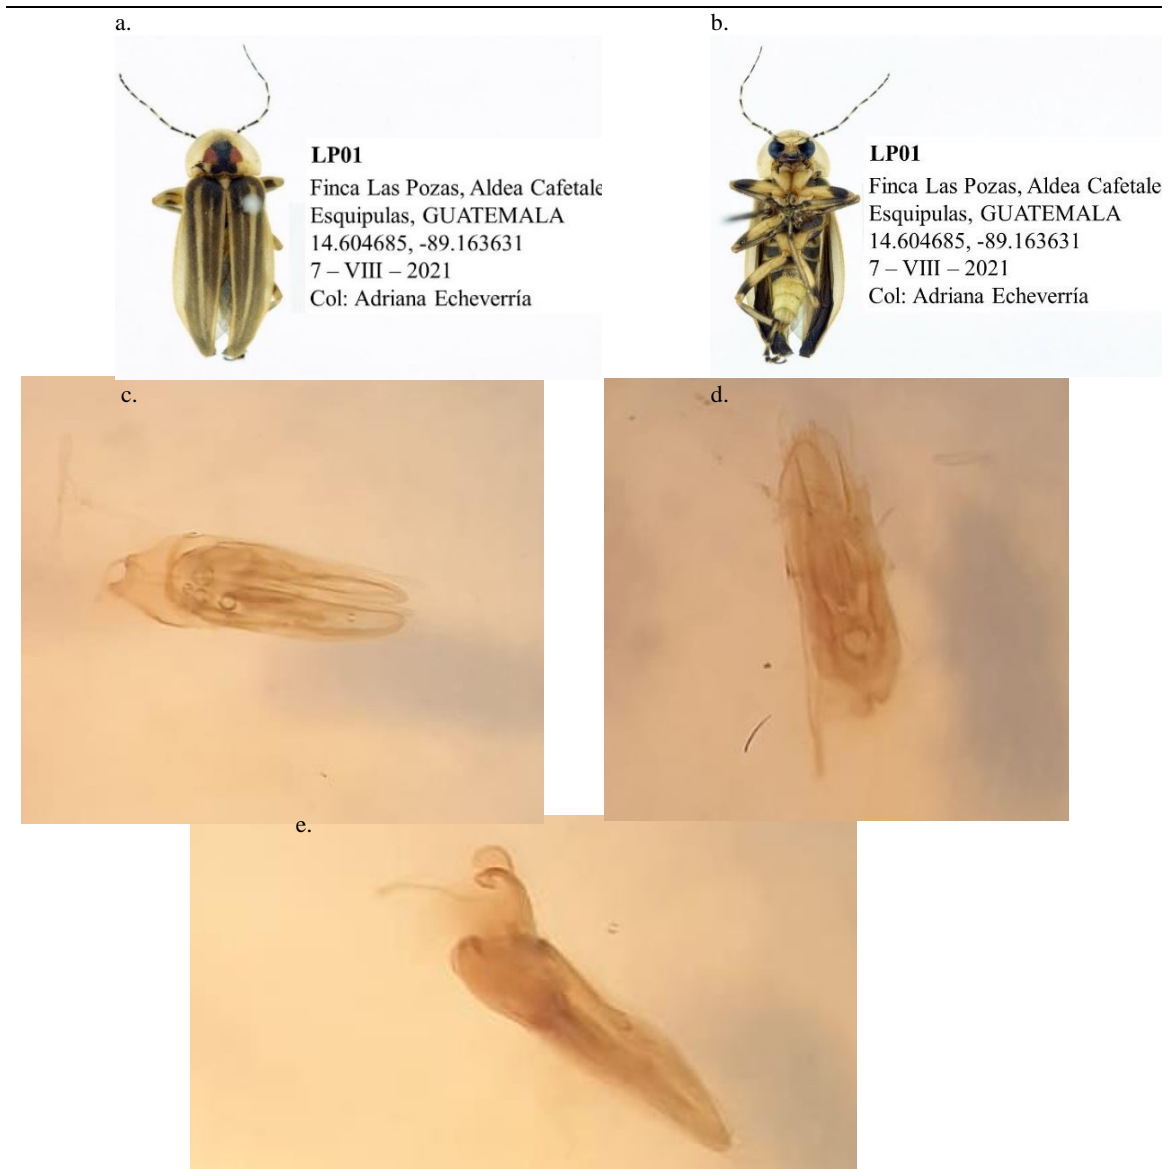 a.
b.
LP01
Finca Las Pozas, Aldea Cafetale
Esquipulas, GUATEMALA
14.604685, -89.163631
7 – VIII – 2021
Col: Adriana Echeverría
LP01
Finca Las Pozas, Aldea Cafetale
Esquipulas, GUATEMALA
14.604685, -89.163631
7 – VIII – 2021
Col: Adriana Echeverría
c.
d.
e.